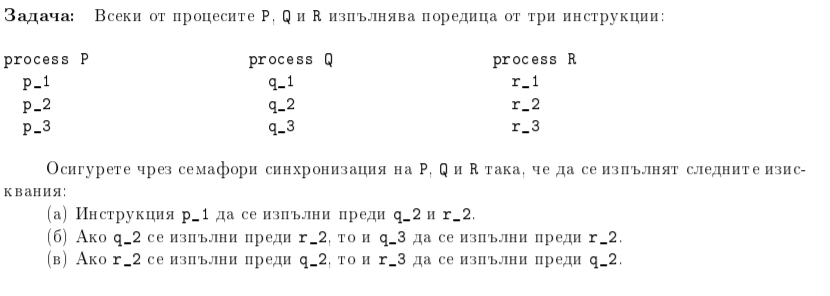 Задача: Всеки от процесите P, Q и R изпълнява поредица от три инструкции:
process P process Q process R
p_1 q_1 r_1
p_2 q_2 r_2
p_3 q_3 r_3
Осигурете чрез семафори синхронизация на P, Q и R така, че да се изпълнят следните изис-
квания:
(а) Инструкция p_1 да се изпълни преди q_2 и r_2.
(б) Ако q_2 се изпълни преди r_2, то и q_3 да се изпълни преди r_2.
(в) Ако r_2 се изпълни преди q_2, то и r_3 да се изпълни преди q_2.